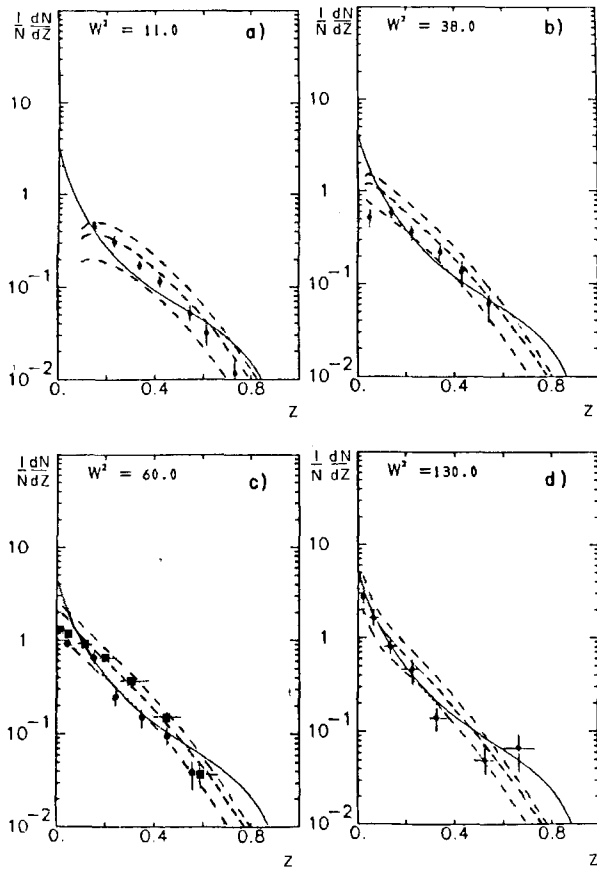 1/N dN/dZ
W² = 11.0
a)
10
1
10⁻¹
10⁻²
0. 0.4 0.8
Z
1/N dN/dZ
W² = 38.0
b)
10
1
10⁻¹
10⁻²
0. 0.4 0.8
Z
1/N dN/dZ
W² = 60.0
c)
10
1
10⁻¹
10⁻²
0. 0.4 0.8
Z
1/N dN/dZ
W² =130.0
d)
10
1
10⁻¹
10⁻²
0. 0.4 0.8
Z